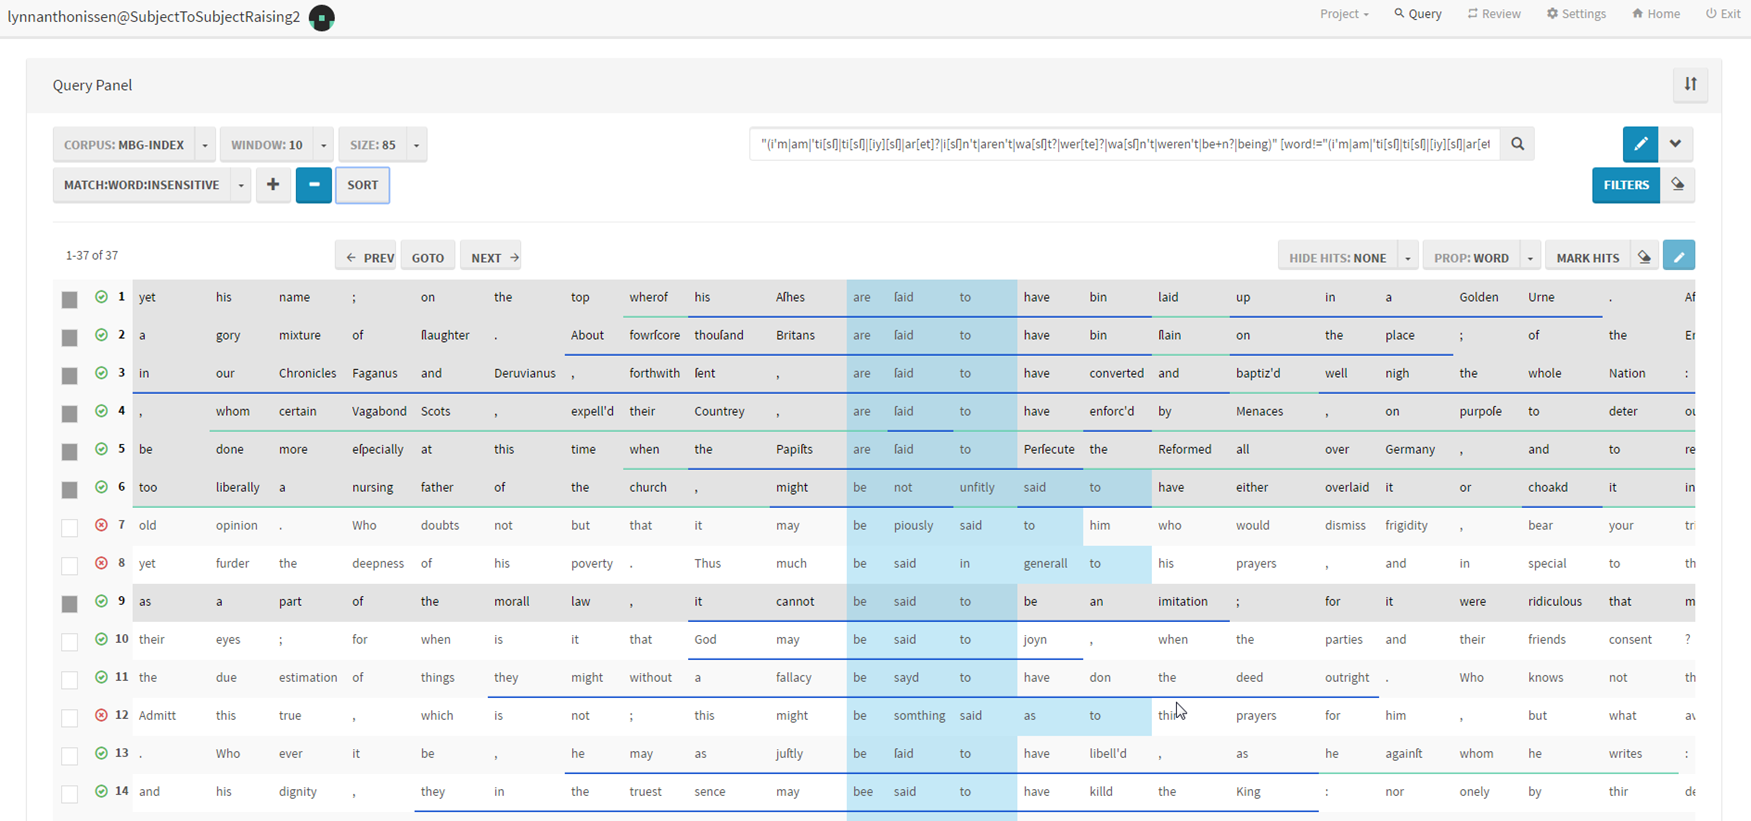 lynnanthonissen@SubjectToSubjectRaising2 Project Query Review Settings Home Exit
Query Panel
CORPUS: MBG-INDEX WINDOW: 10 SIZE: 85 "(i'm|am|'ti[sſ]|ti[sſ]|[iy][sſ]|ar[et]?|i[sſ]n't|aren't|wa[sſ]t?|wer[te]?|wa[sſ]n't|weren't|be+n?|being)" [word!="(i'm|am|'ti[sſ]|ti[sſ]|[iy][sſ]|ar[et
MATCH:WORD:INSENSITIVE + − SORT FILTERS
1-37 of 37 ← PREV GOTO NEXT → HIDE HITS: NONE PROP: WORD MARK HITS
1 yet his name ; on the top wherof his Aſhes are ſaid to have bin laid up in a Golden Urne . Af
2 a gory mixture of ſlaughter . About fowrſcore thouſand Britans are ſaid to have bin ſlain on the place ; of the En
3 in our Chronicles Faganus and Deruvianus , forthwith ſent , are ſaid to have converted and baptiz'd well nigh the whole Nation :
4 , whom certain Vagabond Scots , expell'd their Countrey , are ſaid to have enforc'd by Menaces , on purpoſe to deter ou
5 be done more eſpecially at this time when the Papiſts are ſaid to Perſecute the Reformed all over Germany , and to re
6 too liberally a nursing father of the church , might be not unfitly said to have either overlaid it or choakd it in
7 old opinion . Who doubts not but that it may be piously said to him who would dismiss frigidity , bear your tri
8 yet furder the deepness of his poverty . Thus much be said in generall to his prayers , and in special to th
9 as a part of the morall law , it cannot be said to be an imitation ; for it were ridiculous that m
10 their eyes ; for when is it that God may be said to joyn , when the parties and their friends consent ?
11 the due estimation of things they might without a fallacy be sayd to have don the deed outright . Who knows not th
12 Admitt this true , which is not ; this might be somthing said as to thir prayers for him , but what av
13 . Who ever it be , he may as juſtly be ſaid to have libell'd , as he againſt whom he writes :
14 and his dignity , they in the truest sence may bee said to have killd the King : nor onely by thir de